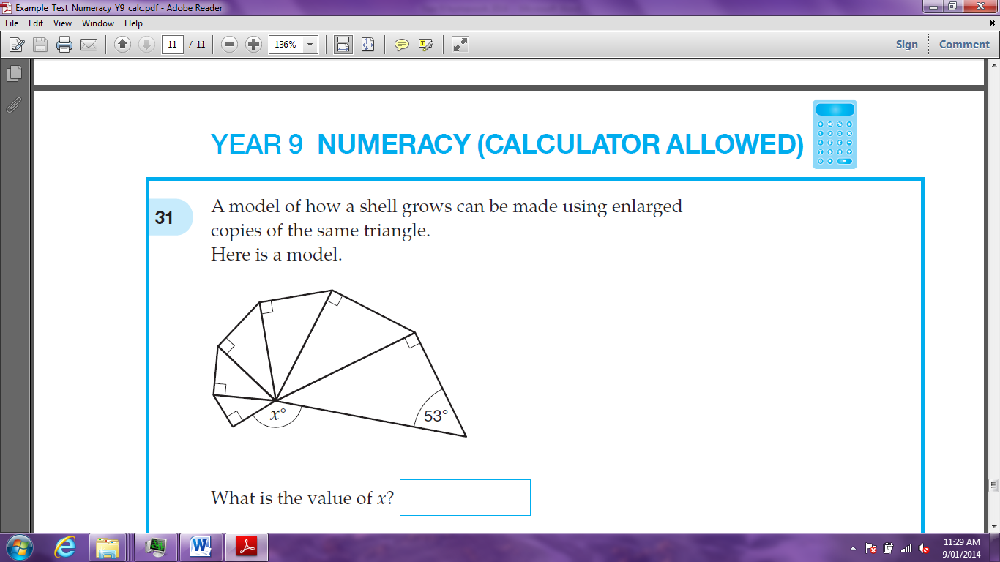 Example_Test_Numeracy_Y9_calc.pdf - Adobe Reader
File Edit View Window Help
11 / 11 136% Sign Comment
YEAR 9 NUMERACY (CALCULATOR ALLOWED)
31 A model of how a shell grows can be made using enlarged
copies of the same triangle.
Here is a model.
x° 53°
What is the value of x?
11:29 AM
9/01/2014